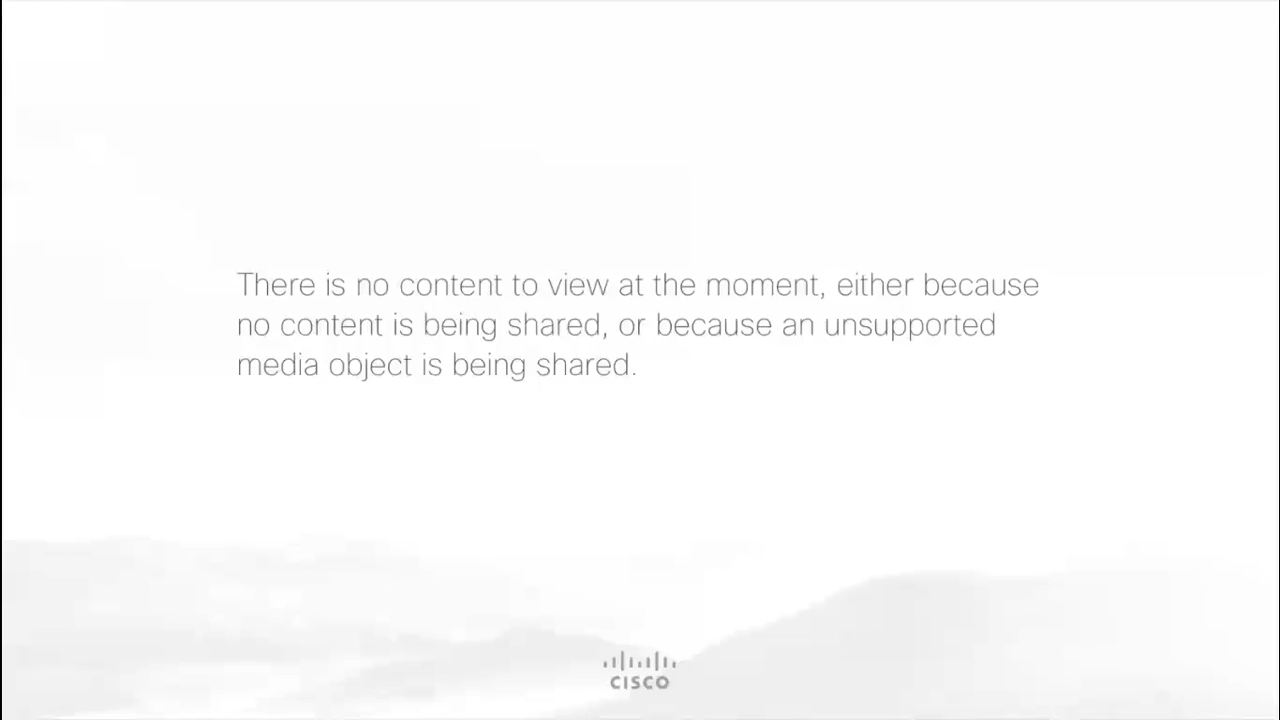 There is no content to view at the moment, either because
no content is being shared, or because an unsupported
media object is being shared.
CISCO